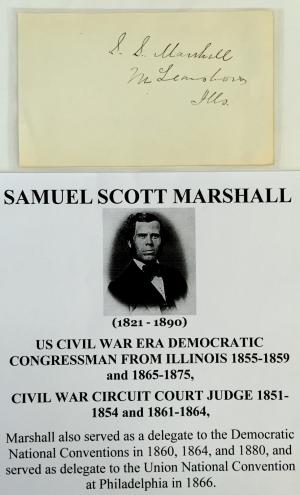 S. S. Marshall
McLeansboro
Ills.
SAMUEL SCOTT MARSHALL
(1821 - 1890)
US CIVIL WAR ERA DEMOCRATIC
CONGRESSMAN FROM ILLINOIS 1855-1859
and 1865-1875,
CIVIL WAR CIRCUIT COURT JUDGE 1851-
1854 and 1861-1864,
Marshall also served as a delegate to the Democratic
National Conventions in 1860, 1864, and 1880, and
served as delegate to the Union National Convention
at Philadelphia in 1866.